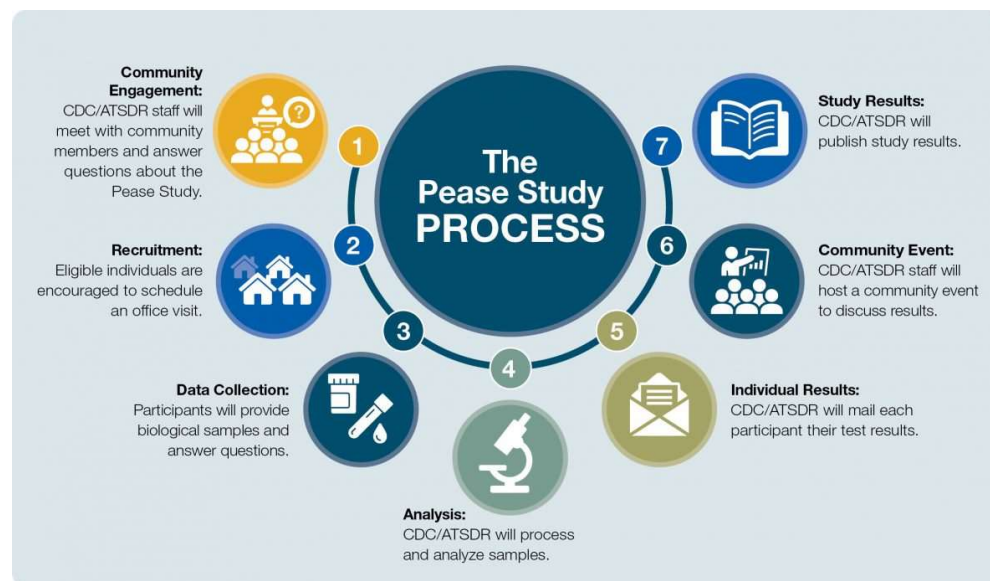 The
Pease Study
PROCESS
1
Community
Engagement:
CDC/ATSDR staff will
meet with community
members and answer
questions about the
Pease Study.
?
2
Recruitment:
Eligible individuals are
encouraged to schedule
an office visit.
3
Data Collection:
Participants will provide
biological samples and
answer questions.
4
Analysis:
CDC/ATSDR will process
and analyze samples.
5
Individual Results:
CDC/ATSDR will mail each
participant their test results.
6
Community Event:
CDC/ATSDR staff will
host a community event
to discuss results.
7
Study Results:
CDC/ATSDR will
publish study results.